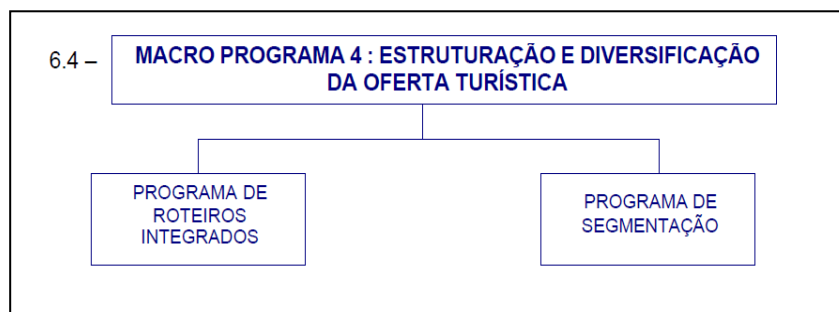 6.4 – MACRO PROGRAMA 4 : ESTRUTURAÇÃO E DIVERSIFICAÇÃO
DA OFERTA TURÍSTICA
PROGRAMA DE
ROTEIROS
INTEGRADOS
PROGRAMA DE
SEGMENTAÇÃO